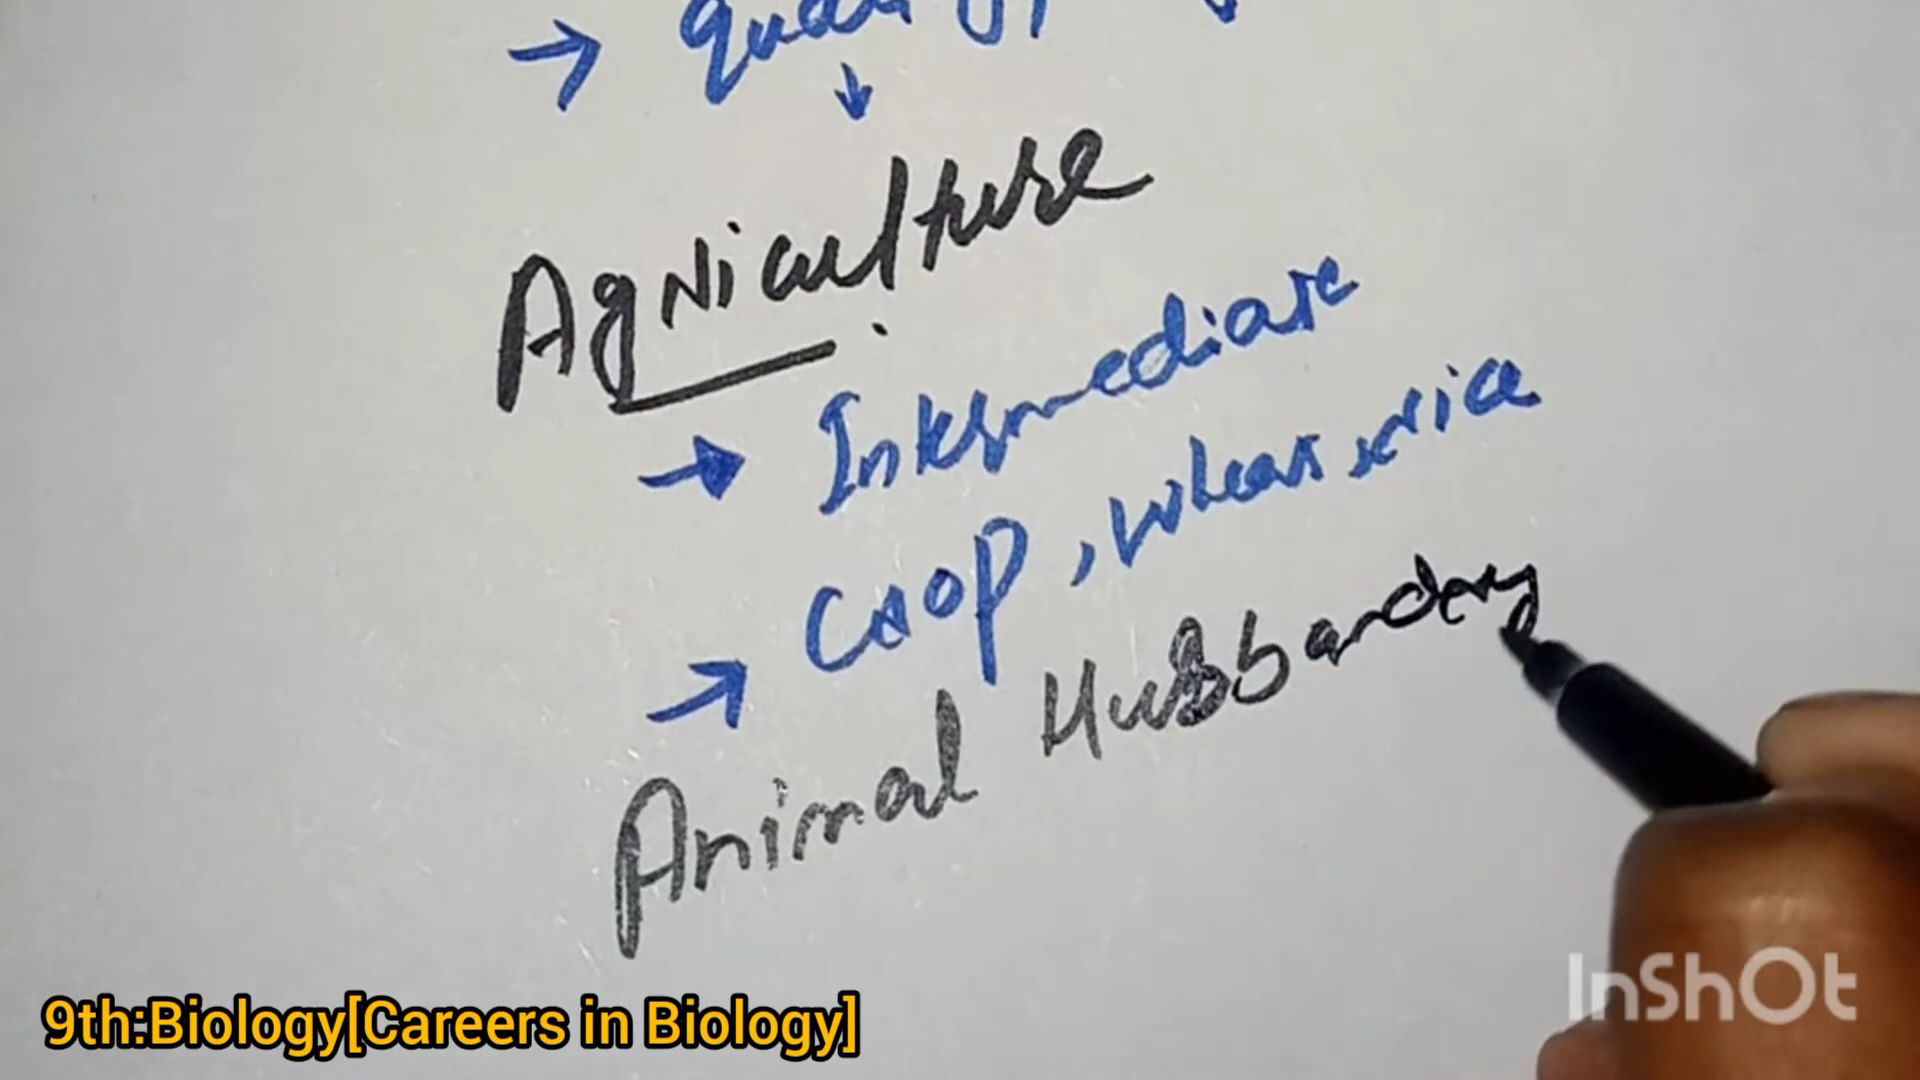 →
↓
Agriculture
→ Intermediate
→ Crop, Wheat, rice
Animal Husbandry
9th:Biology[Careers in Biology]
InShOt